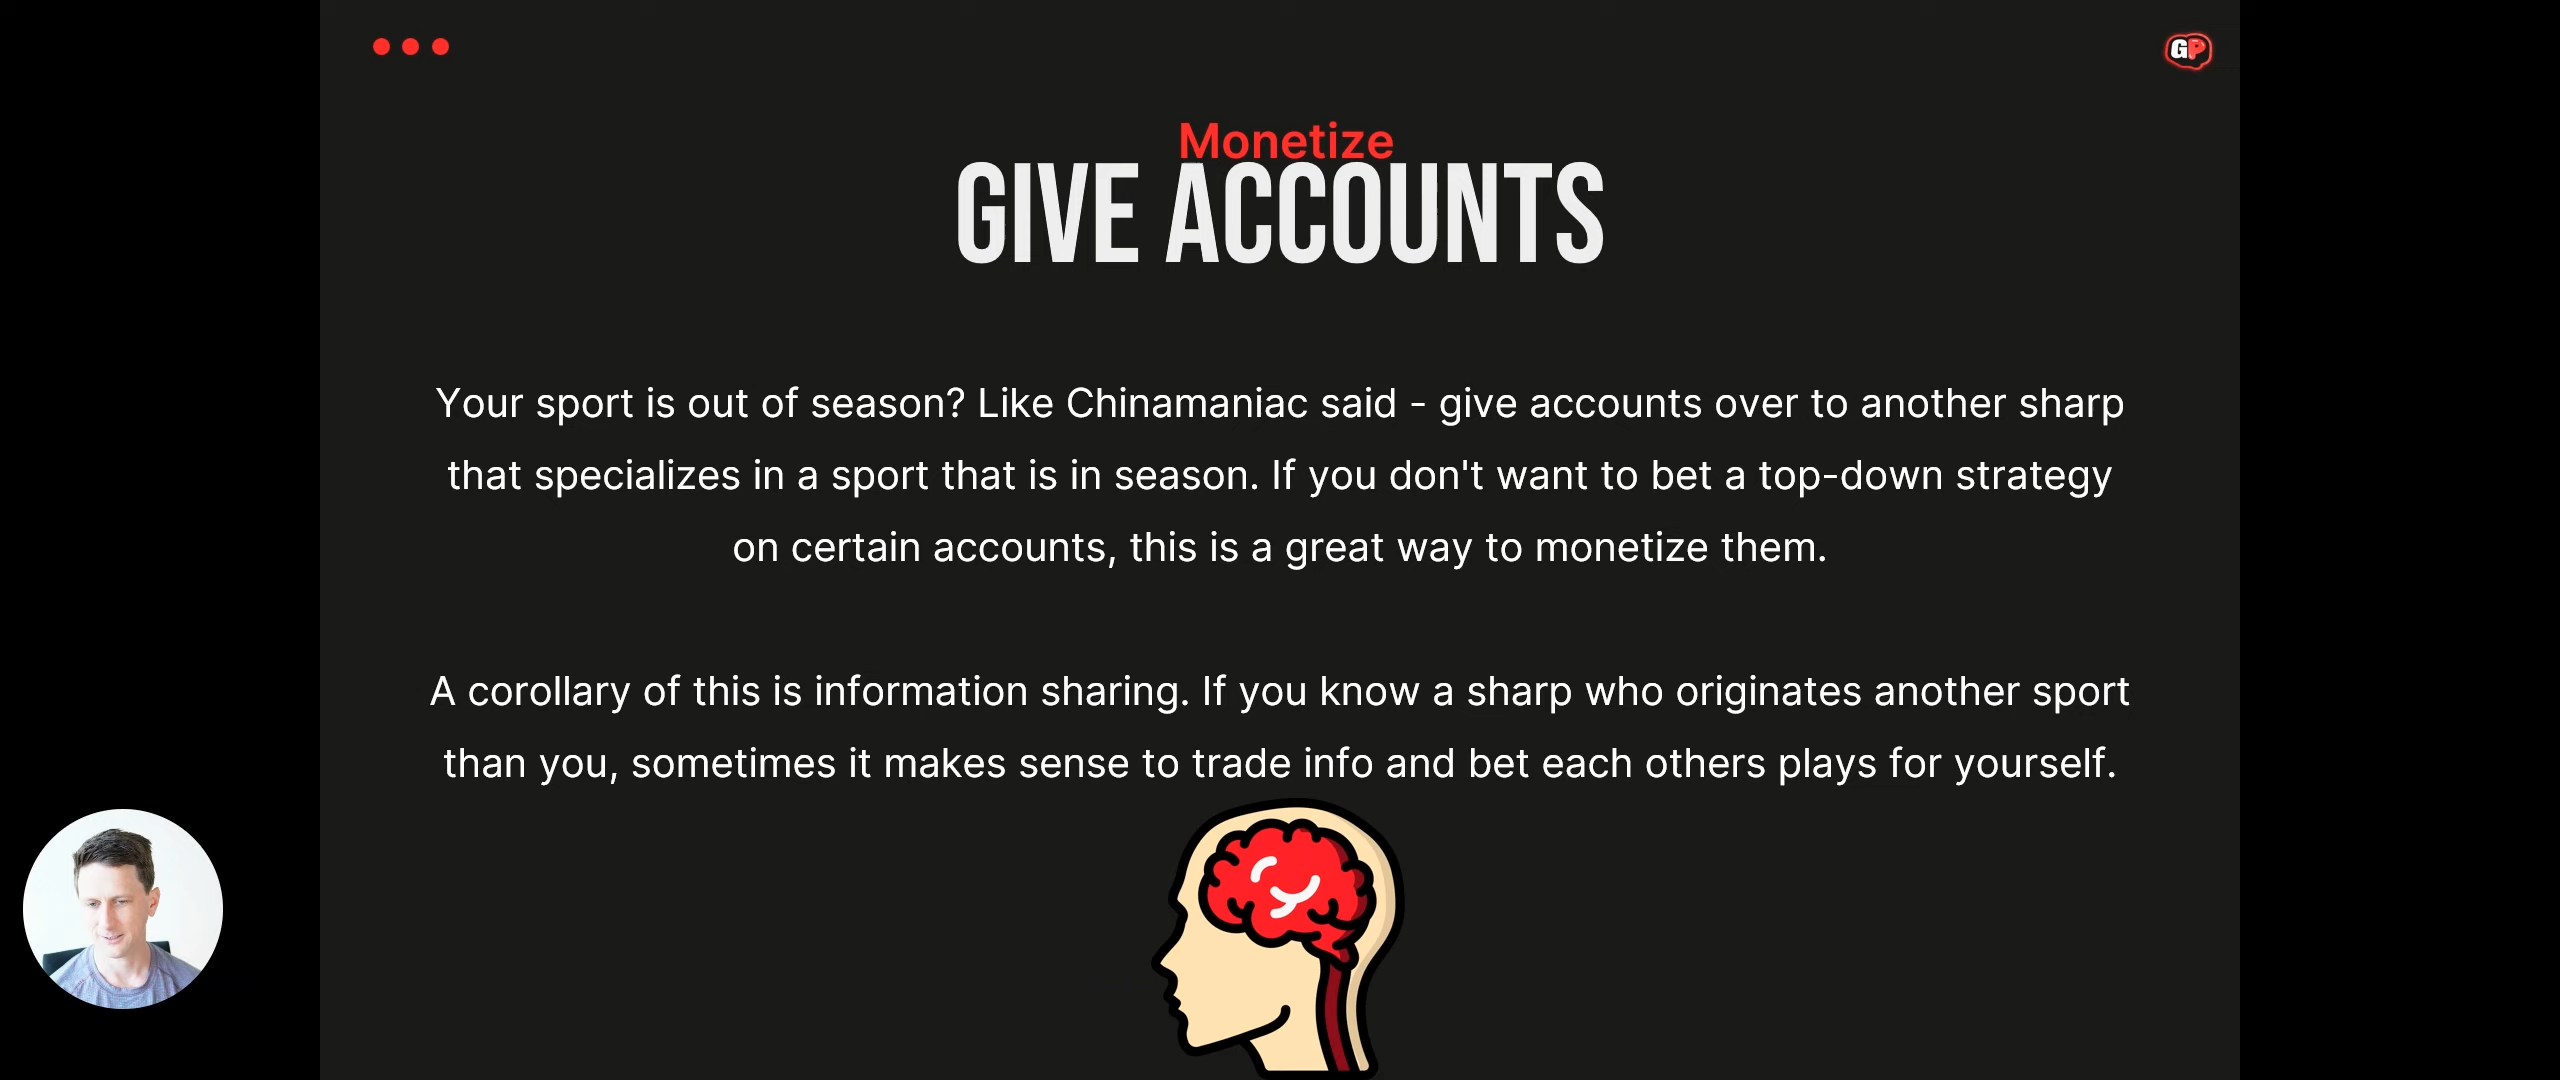 GP
Monetize
GIVE ACCOUNTS
Your sport is out of season? Like Chinamaniac said - give accounts over to another sharp
that specializes in a sport that is in season. If you don't want to bet a top-down strategy
on certain accounts, this is a great way to monetize them.
A corollary of this is information sharing. If you know a sharp who originates another sport
than you, sometimes it makes sense to trade info and bet each others plays for yourself.